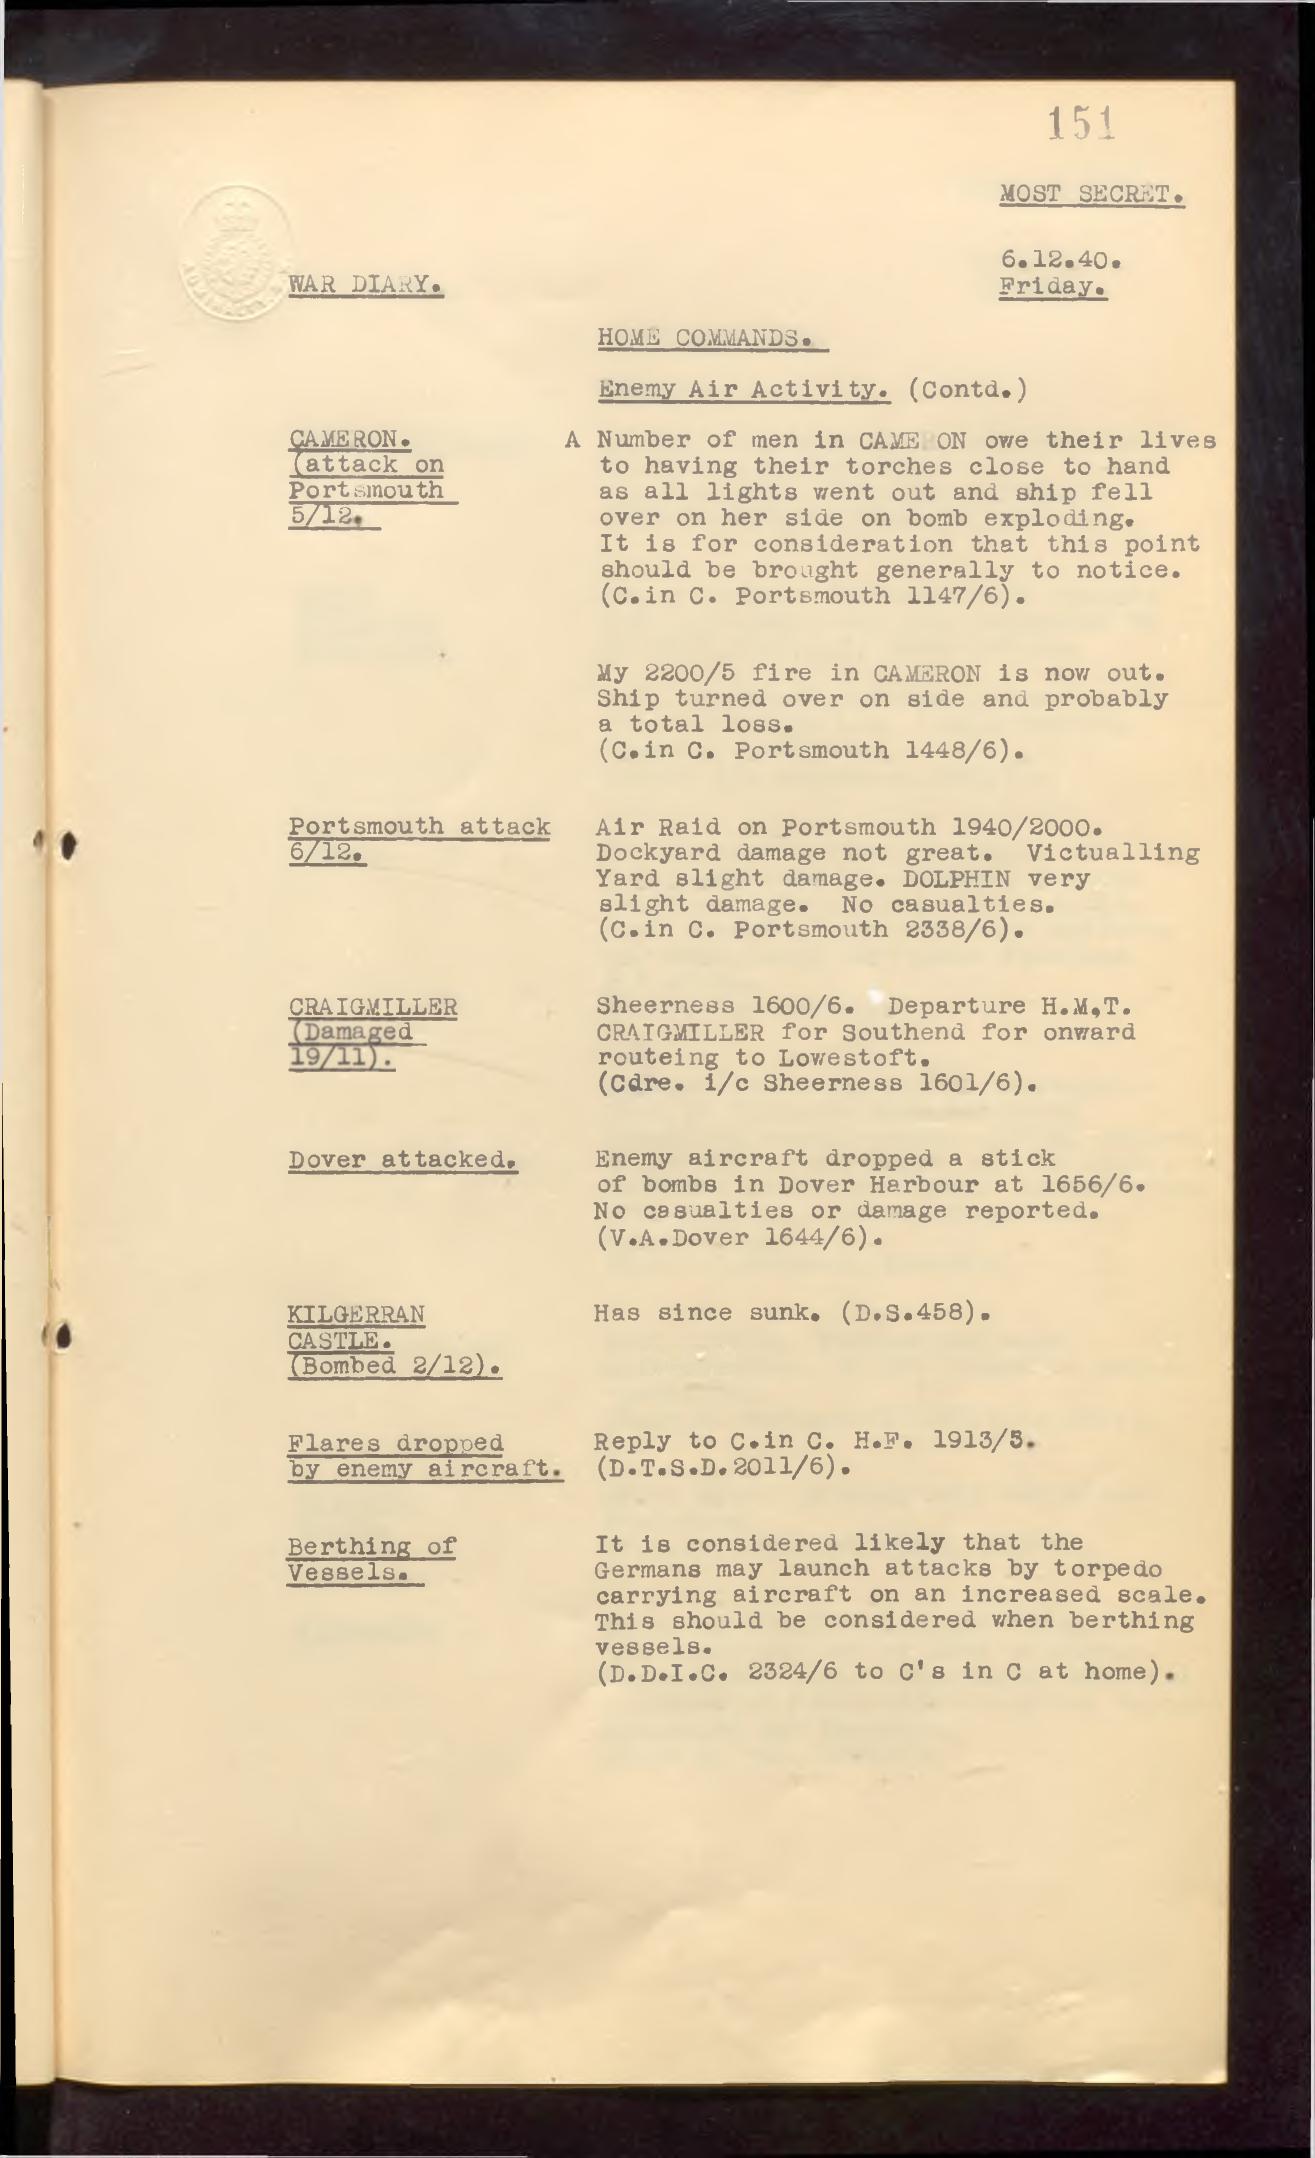 151
MOST SECRET.
6.12.40.
Friday.
WAR DIARY.
HOME COMMANDS.
Enemy Air Activity. (Contd.)
CAMERON.
(attack on
Portsmouth
5/12.
A Number of men in CAME ON owe their lives
to having their torches close to hand
as all lights went out and ship fell
over on her side on bomb exploding.
It is for consideration that this point
should be brought generally to notice.
(C.in C. Portsmouth 1147/6).
My 2200/5 fire in CAMERON is now out.
Ship turned over on side and probably
a total loss.
(C.in C. Portsmouth 1448/6).
Portsmouth attack
6/12.
Air Raid on Portsmouth 1940/2000.
Dockyard damage not great. Victualling
Yard slight damage. DOLPHIN very
slight damage. No casualties.
(C.in C. Portsmouth 2338/6).
CRAIGMILLER
(Damaged
19/11).
Sheerness 1600/6. Departure H.M.T.
CRAIGMILLER for Southend for onward
routeing to Lowestoft.
(Cdre. i/c Sheerness 1601/6).
Dover attacked.
Enemy aircraft dropped a stick
of bombs in Dover Harbour at 1656/6.
No casualties or damage reported.
(V.A.Dover 1644/6).
KILGERRAN
CASTLE.
(Bombed 2/12).
Has since sunk. (D.S.458).
Flares dropped
by enemy aircraft.
Reply to C.in C. H.F. 1913/5.
(D.T.S.D.2011/6).
Berthing of
Vessels.
It is considered likely that the
Germans may launch attacks by torpedo
carrying aircraft on an increased scale.
This should be considered when berthing
vessels.
(D.D.I.C. 2324/6 to C's in C at home).